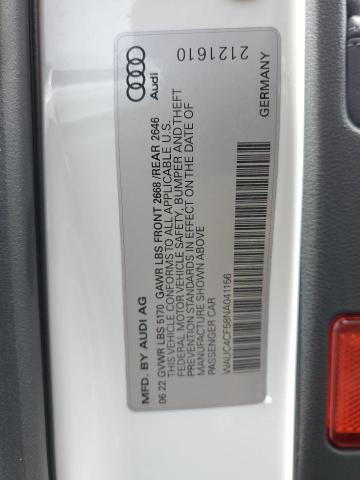 Audi
2121610
MFD. BY AUDI AG
GERMANY
06 22 GVWR LBS 5170 GAWR LBS FRONT 2668 /REAR 2646
THIS VEHICLE CONFORMS TO ALL APPLICABLE U.S.
FEDERAL MOTOR VEHICLE SAFETY, BUMPER AND THEFT
PREVENTION STANDARDS IN EFFECT ON THE DATE OF
MANUFACTURE SHOWN ABOVE
PASSENGER CAR
WAUC4CF58NA041156